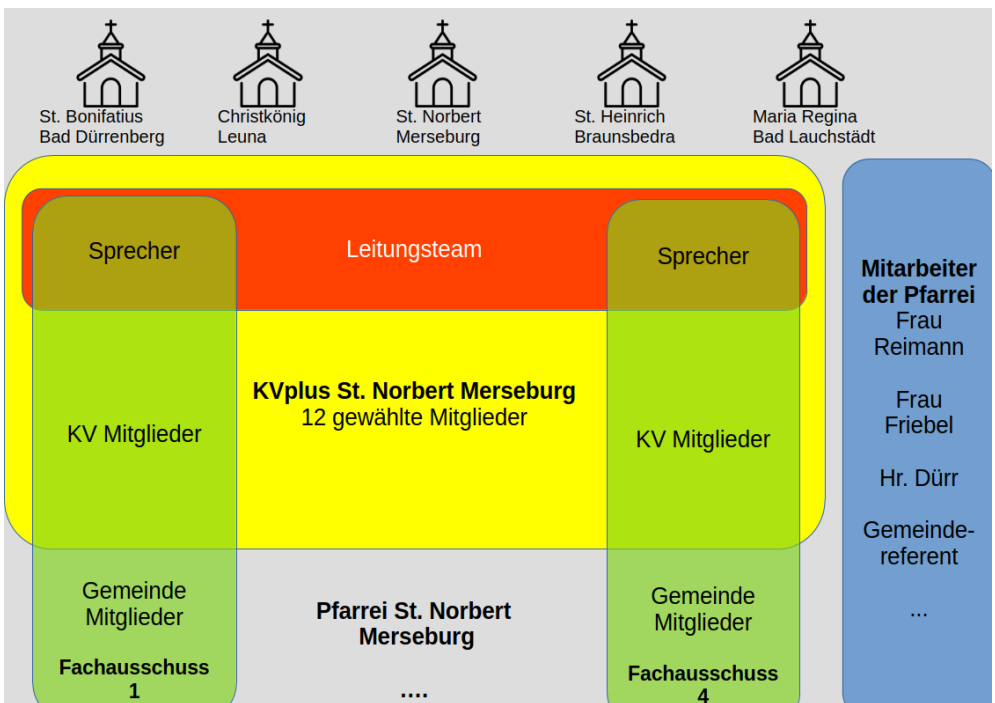 St. Bonifatius
Bad Dürrenberg
Christkönig
Leuna
St. Norbert
Merseburg
St. Heinrich
Braunsbedra
Maria Regina
Bad Lauchstädt
Sprecher
Leitungsteam
Sprecher
KVplus St. Norbert Merseburg
12 gewählte Mitglieder
KV Mitglieder
KV Mitglieder
Gemeinde
Mitglieder
Fachausschuss
1
Pfarrei St. Norbert
Merseburg
....
Gemeinde
Mitglieder
Fachausschuss
4
Mitarbeiter
der Pfarrei
Frau
Reimann
Frau
Friebel
Hr. Dürr
Gemeinde-
referent
...